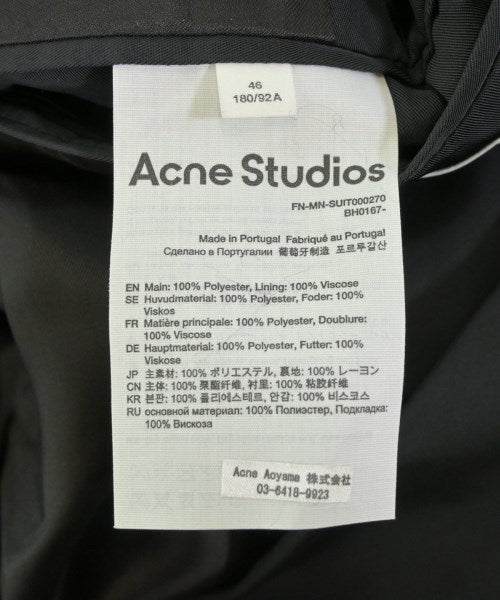 46
180/92A
Acne Studios
FN-MN-SUIT000270
BH0167-
Made in Portugal Fabriqué au Portugal
Сделано в Португалии 葡萄牙制造 포르투갈산
EN Main: 100% Polyester, Lining: 100% Viscose
SE Huvudmaterial: 100% Polyester, Foder: 100%
Viskos
FR Matière principale: 100% Polyester, Doublure:
100% Viscose
DE Hauptmaterial: 100% Polyester, Futter: 100%
Viskose
JP 主素材: 100% ポリエステル, 裏地: 100% レーヨン
CN 主体: 100% 聚酯纤维, 衬里: 100% 粘胶纤维
KR 본판: 100% 폴리에스테르, 안감: 100% 비스코스
RU основной материал: 100% Полиэстер, Подкладка:
100% Вискоза
Acne Aoyama 株式会社
03-6418-9923